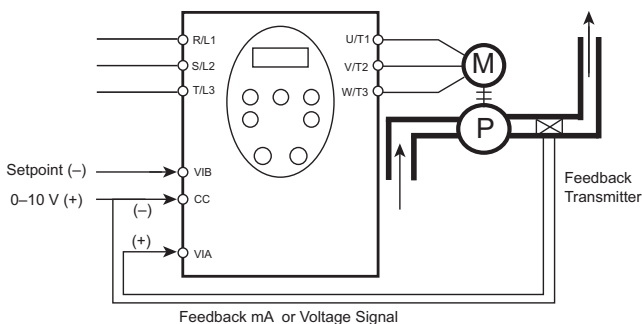 R/L1
S/L2
T/L3
U/T1
V/T2
W/T3
M
P
Setpoint (–)
VIB
0–10 V (+)
CC
(–)
(+)
VIA
Feedback
Transmitter
Feedback mA or Voltage Signal